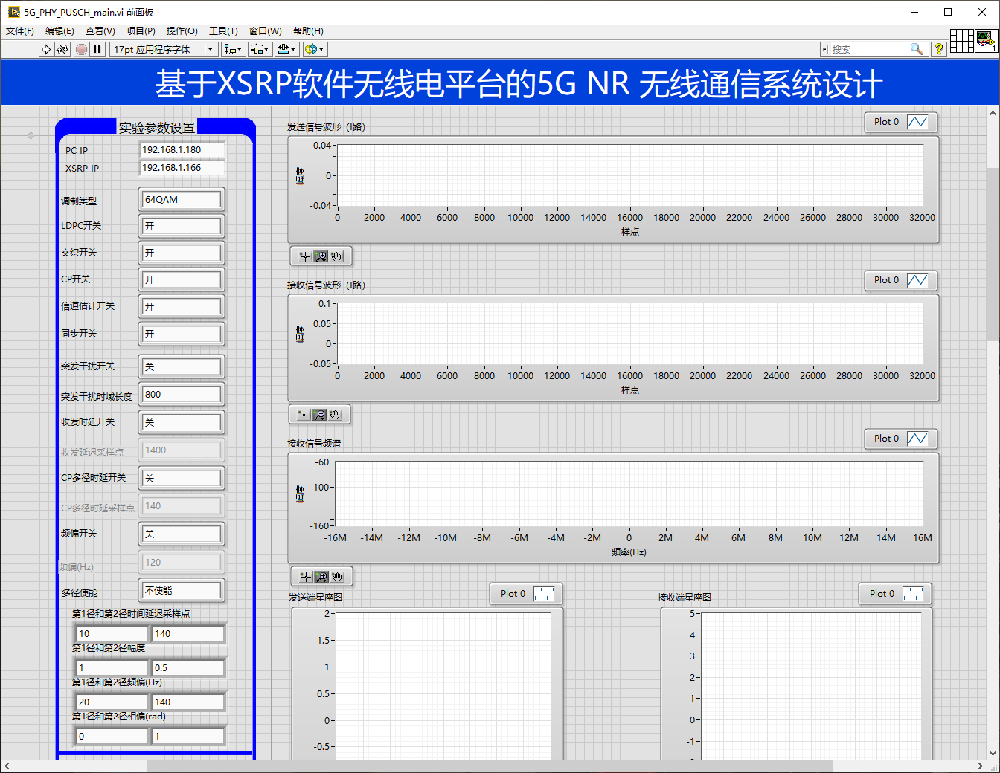 5G_PHY_PUSCH_main.vi 前面板
文件(F) 编辑(E) 查看(V) 项目(P) 操作(O) 工具(T) 窗口(W) 帮助(H)
17pt 应用程序字体
搜索
基于XSRP软件无线电平台的5G NR 无线通信系统设计
实验参数设置
PC IP 192.168.1.180
XSRP IP 192.168.1.166
调制类型 64QAM
LDPC开关 开
交织开关 开
CP开关 开
信道估计开关 开
同步开关 开
突发干扰开关 关
突发干扰时域长度 800
收发时延开关 关
收发延迟采样点 1400
CP多径时延开关 关
CP多径时延采样点 140
频偏开关 关
频偏(Hz) 120
多径使能 不使能
第1径和第2径时间延迟采样点
10 140
第1径和第2径幅度
1 0.5
第1径和第2径频偏(Hz)
20 140
第1径和第2径相偏(rad)
0 1
发送信号波形（I路）
Plot 0
幅度
0.04
0
-0.04
0 2000 4000 6000 8000 10000 12000 14000 16000 18000 20000 22000 24000 26000 28000 30000 32000
样点
接收信号波形（I路）
Plot 0
幅度
0.1
0.05
0
-0.05
0 2000 4000 6000 8000 10000 12000 14000 16000 18000 20000 22000 24000 26000 28000 30000 32000
样点
接收信号频谱
Plot 0
幅度
-60
-100
-160
-16M -14M -12M -10M -8M -6M -4M -2M 0 2M 4M 6M 8M 10M 12M 14M 16M
频率(Hz)
发送端星座图
Plot 0
2
1.5
1
0.5
0
-0.5
接收端星座图
Plot 0
5
4
3
2
1
0
-1